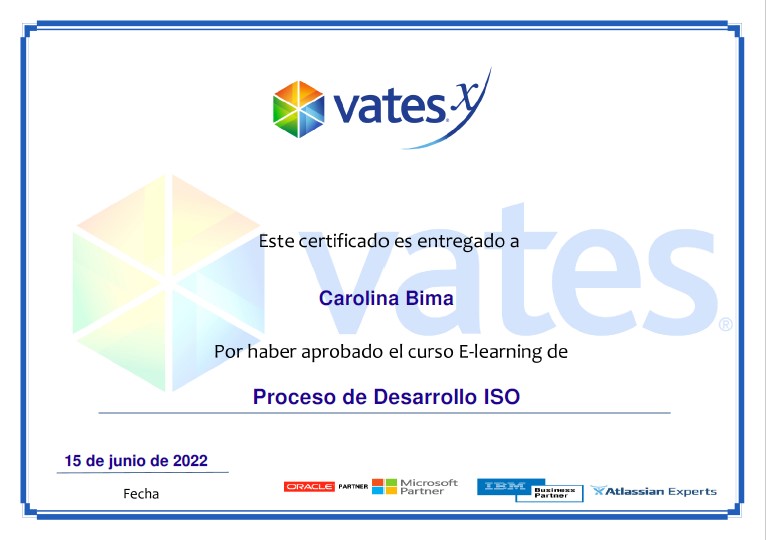 vates® x
Este certificado es entregado a
Carolina Bima
vates®
Por haber aprobado el curso E-learning de
Proceso de Desarrollo ISO
15 de junio de 2022
Fecha
ORACLE PARTNER Microsoft Partner IBM Business Partner Atlassian Experts